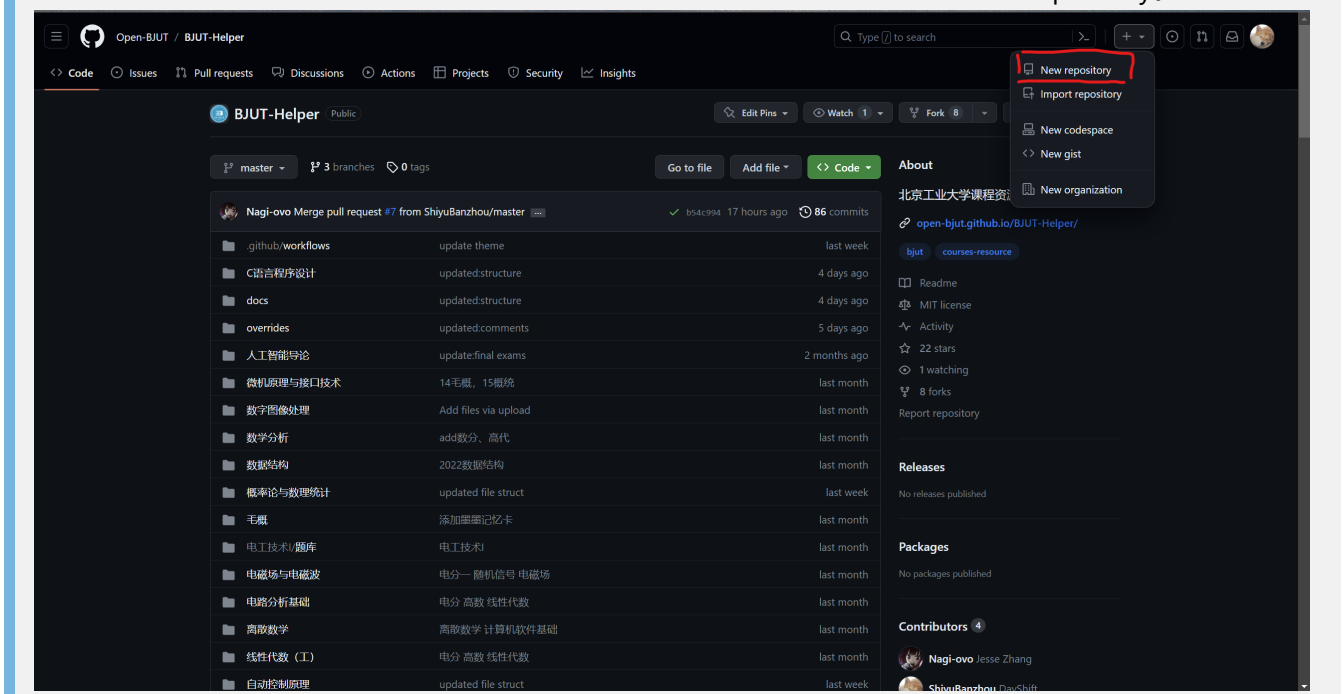 Open-BJUT / BJUT-Helper
Type / to search
Code Issues Pull requests Discussions Actions Projects Security Insights
New repository
Import repository
New codespace
New gist
New organization
BJUT-Helper Public
Edit Pins Watch 1 Fork 8
master 3 branches 0 tags
Go to file Add file Code
Nagi-ovo Merge pull request #7 from ShiyuBanzhou/master ... b54c994 17 hours ago 86 commits
.github/workflows update theme last week
C语言程序设计 updated:structure 4 days ago
docs updated:structure 4 days ago
overrides updated:comments 5 days ago
人工智能导论 update:final exams 2 months ago
微机原理与接口技术 14毛概，15概统 last month
数字图像处理 Add files via upload last month
数学分析 add数分、高代 last month
数据结构 2022数据结构 last month
概率论与数理统计 updated file struct last week
毛概 添加墨墨记忆卡 last month
电工技术I/题库 电工技术I last month
电磁场与电磁波 电分一 随机信号 电磁场 last month
电路分析基础 电分 高数 线性代数 last month
离散数学 离散数学 计算机软件基础 last month
线性代数（工） 电分 高数 线性代数 last month
自动控制原理 updated file struct last week
About
北京工业大学课程资
open-bjut.github.io/BJUT-Helper/
bjut courses-resource
Readme
MIT license
Activity
22 stars
1 watching
8 forks
Report repository
Releases
No releases published
Packages
No packages published
Contributors 4
Nagi-ovo Jesse Zhang
ShiyuBanzhou DayShift